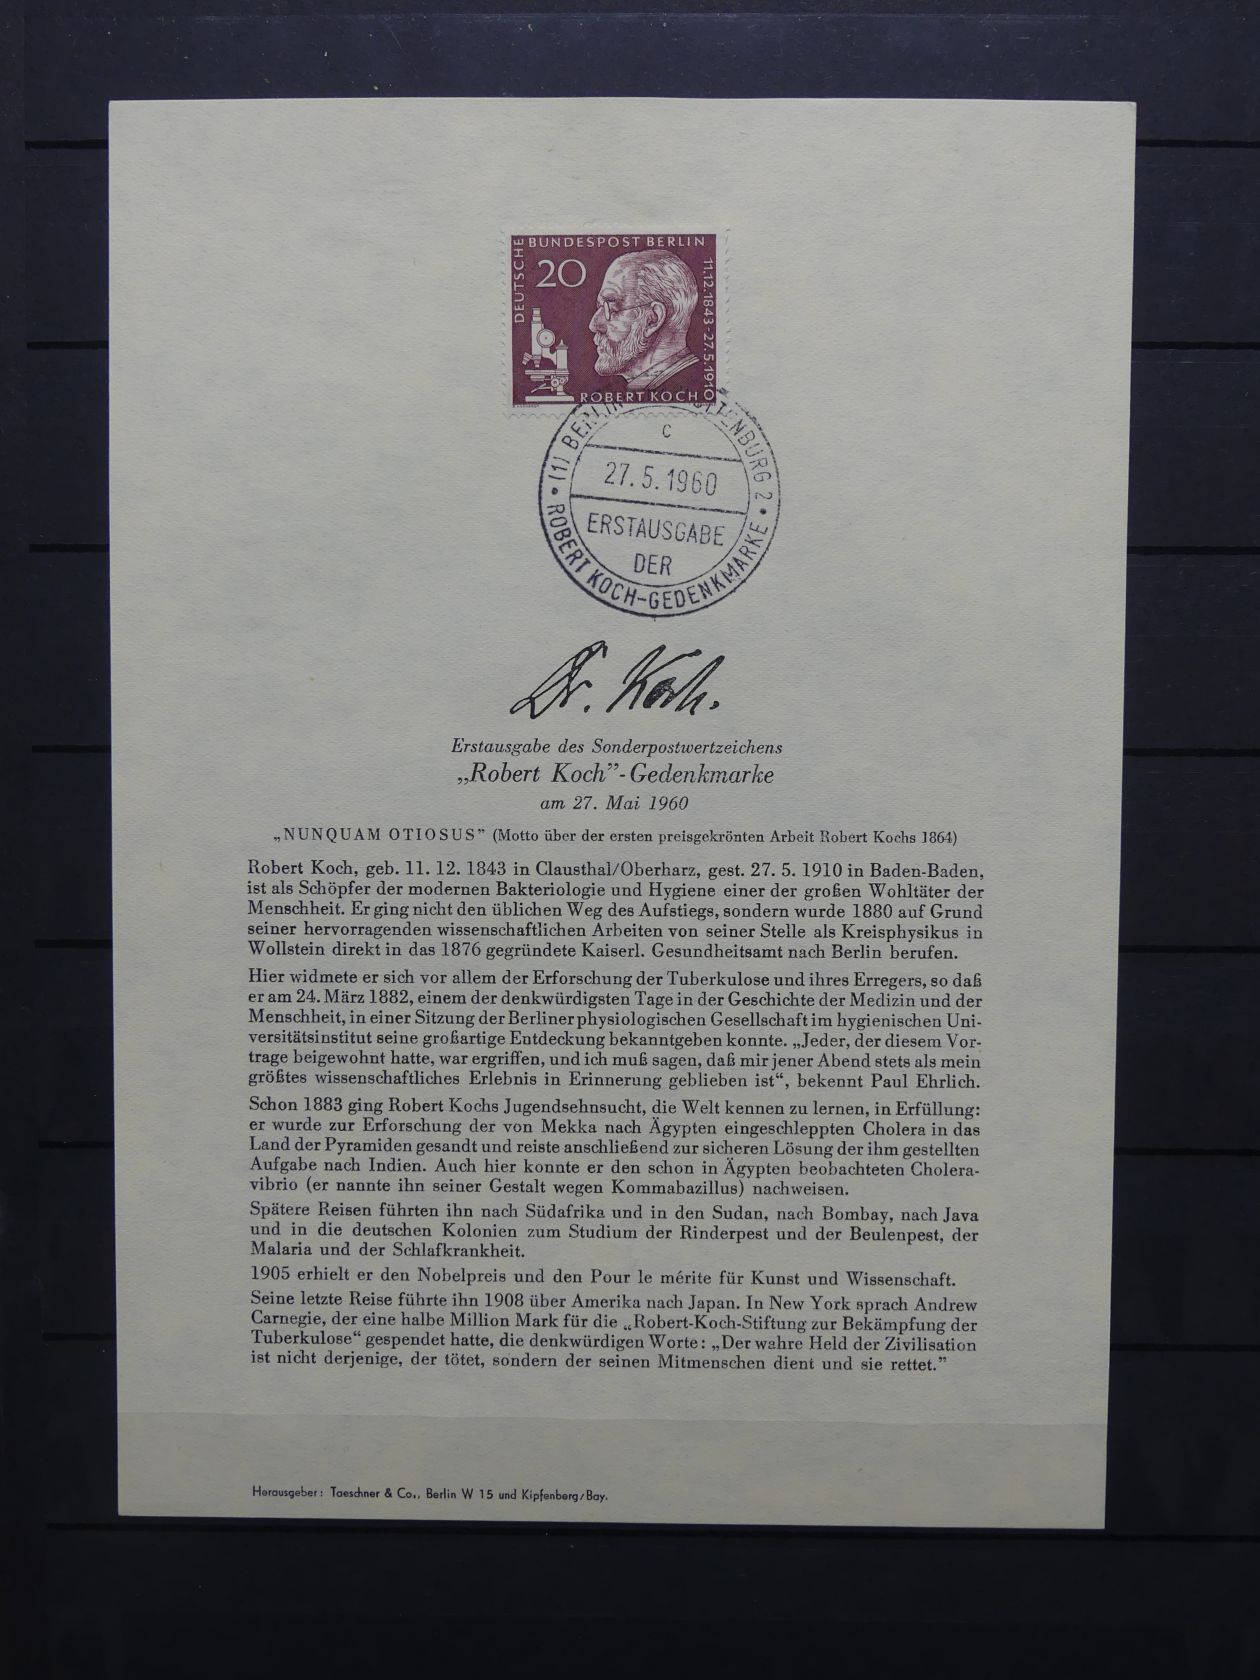 DEUTSCHE BUNDESPOST BERLIN
20
11.12.1843-27.5.1910
ROBERT KOCH
(1) BERLIN
C
27.5.1960
ERSTAUSGABE
DER
ROBERT KOCH-GEDENKMARKE
Dr. Koch.
Erstausgabe des Sonderpostwertzeichens
„Robert Koch”-Gedenkmarke
am 27. Mai 1960
„NUNQUAM OTIOSUS” (Motto über der ersten preisgekrönten Arbeit Robert Kochs 1864)
Robert Koch, geb. 11. 12. 1843 in Clausthal/Oberharz, gest. 27. 5. 1910 in Baden-Baden,
ist als Schöpfer der modernen Bakteriologie und Hygiene einer der großen Wohltäter der
Menschheit. Er ging nicht den üblichen Weg des Aufstiegs, sondern wurde 1880 auf Grund
seiner hervorragenden wissenschaftlichen Arbeiten von seiner Stelle als Kreisphysikus in
Wollstein direkt in das 1876 gegründete Kaiserl. Gesundheitsamt nach Berlin berufen.
Hier widmete er sich vor allem der Erforschung der Tuberkulose und ihres Erregers, so daß
er am 24. März 1882, einem der denkwürdigsten Tage in der Geschichte der Medizin und der
Menschheit, in einer Sitzung der Berliner physiologischen Gesellschaft im hygienischen Uni-
versitätsinstitut seine großartige Entdeckung bekanntgeben konnte. „Jeder, der diesem Vor-
trage beigewohnt hatte, war ergriffen, und ich muß sagen, daß mir jener Abend stets als mein
größtes wissenschaftliches Erlebnis in Erinnerung geblieben ist“, bekennt Paul Ehrlich.
Schon 1883 ging Robert Kochs Jugendsehnsucht, die Welt kennen zu lernen, in Erfüllung:
er wurde zur Erforschung der von Mekka nach Ägypten eingeschleppten Cholera in das
Land der Pyramiden gesandt und reiste anschließend zur sicheren Lösung der ihm gestellten
Aufgabe nach Indien. Auch hier konnte er den schon in Ägypten beobachteten Cholera-
vibrio (er nannte ihn seiner Gestalt wegen Kommabazillus) nachweisen.
Spätere Reisen führten ihn nach Südafrika und in den Sudan, nach Bombay, nach Java
und in die deutschen Kolonien zum Studium der Rinderpest und der Beulenpest, der
Malaria und der Schlafkrankheit.
1905 erhielt er den Nobelpreis und den Pour le mérite für Kunst und Wissenschaft.
Seine letzte Reise führte ihn 1908 über Amerika nach Japan. In New York sprach Andrew
Carnegie, der eine halbe Million Mark für die „Robert-Koch-Stiftung zur Bekämpfung der
Tuberkulose“ gespendet hatte, die denkwürdigen Worte: „Der wahre Held der Zivilisation
ist nicht derjenige, der tötet, sondern der seinen Mitmenschen dient und sie rettet.”
Herausgeber: Taeschner & Co., Berlin W 15 und Kipfenberg/Bay.